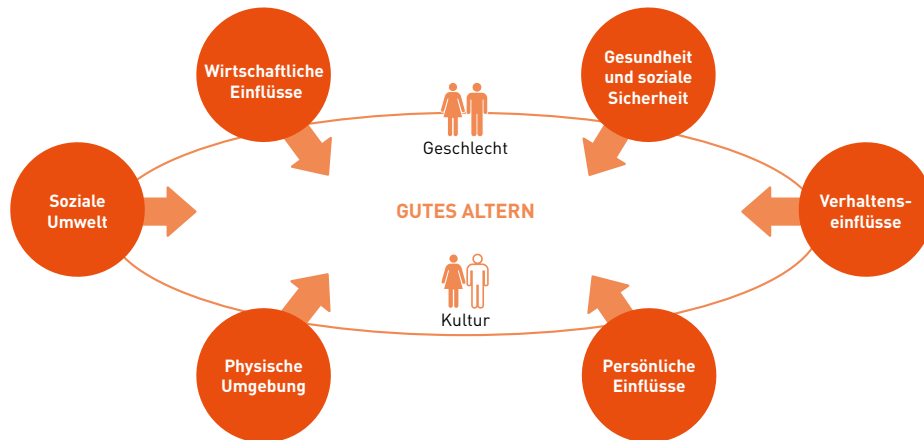 Wirtschaftliche
Einflüsse
Gesundheit
und soziale
Sicherheit
Geschlecht
Soziale
Umwelt
GUTES ALTERN
Verhaltens-
einflüsse
Kultur
Physische
Umgebung
Persönliche
Einflüsse